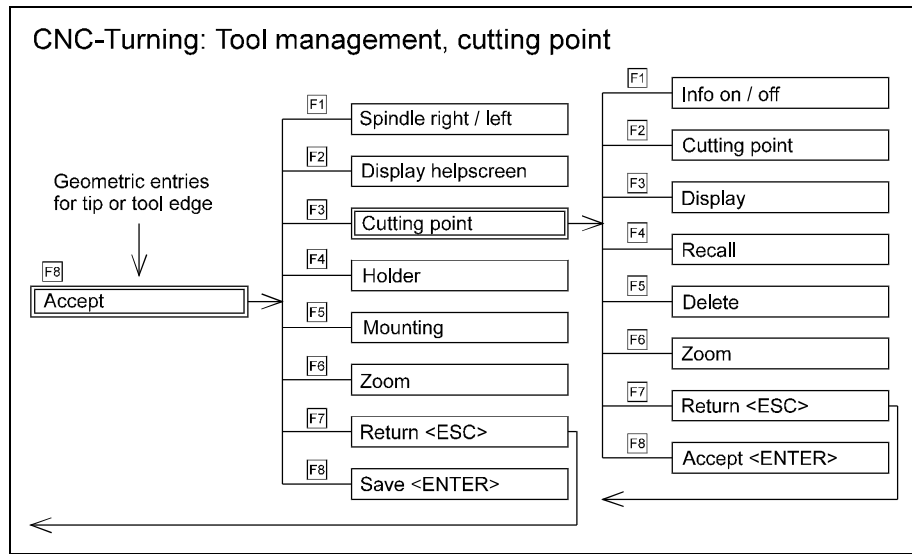 CNC-Turning: Tool management, cutting point
Geometric entries
for tip or tool edge
F8
Accept
F1
Spindle right / left
F2
Display helpscreen
F3
Cutting point
F4
Holder
F5
Mounting
F6
Zoom
F7
Return <ESC>
F8
Save <ENTER>
F1
Info on / off
F2
Cutting point
F3
Display
F4
Recall
F5
Delete
F6
Zoom
F7
Return <ESC>
F8
Accept <ENTER>